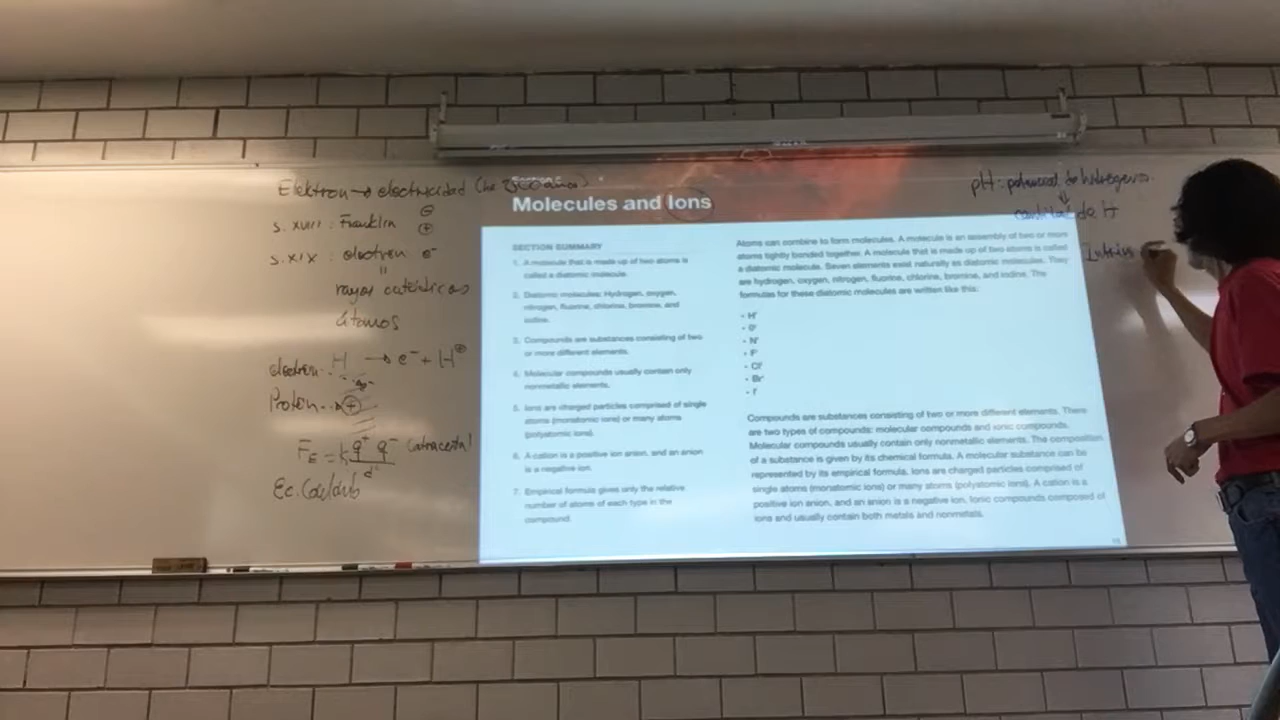 Elektron → electricidad (hc 2500 años)
s. XVIII: Franklin ⊖ ⊕
s. XIX : electron e⁻
"
rayos catódicos
átomos
electron. H → e⁻ + H⊕
Proton → ⊕
F_E = k q⁺ q⁻ / d²
Ec. Coulomb
Molecules and Ions
SECTION SUMMARY
1. A molecule that is made up of two atoms is
called a diatomic molecule.
2. Diatomic molecules: Hydrogen, oxygen,
nitrogen, fluorine, chlorine, bromine, and
iodine.
3. Compounds are substances consisting of two
or more different elements.
4. Molecular compounds usually contain only
nonmetallic elements.
5. Ions are charged particles comprised of single
atoms (monatomic ions) or many atoms
(polyatomic ions).
6. A cation is a positive ion anion, and an anion
is a negative ion.
7. Empirical formula gives only the relative
number of atoms of each type in the
compound.
Atoms can combine to form molecules. A molecule is an assembly of two or more
atoms tightly bonded together. A molecule that is made up of two atoms is called
a diatomic molecule. Seven elements exist naturally as diatomic molecules. They
are hydrogen, oxygen, nitrogen, fluorine, chlorine, bromine, and iodine. The
formulas for these diatomic molecules are written like this:
Compounds are substances consisting of two or more different elements. There
are two types of compounds: molecular compounds and ionic compounds.
Molecular compounds usually contain only nonmetallic elements. The composition
of a substance is given by its chemical formula. A molecular substance can be
represented by its empirical formula. Ions are charged particles comprised of
single atoms (monatomic ions) or many atoms (polyatomic ions). A cation is a
positive ion anion, and an anion is a negative ion. Ionic compounds composed of
ions and usually contain both metals and nonmetals.
pH: potencial de hidrógeno
↓
cantidad de H